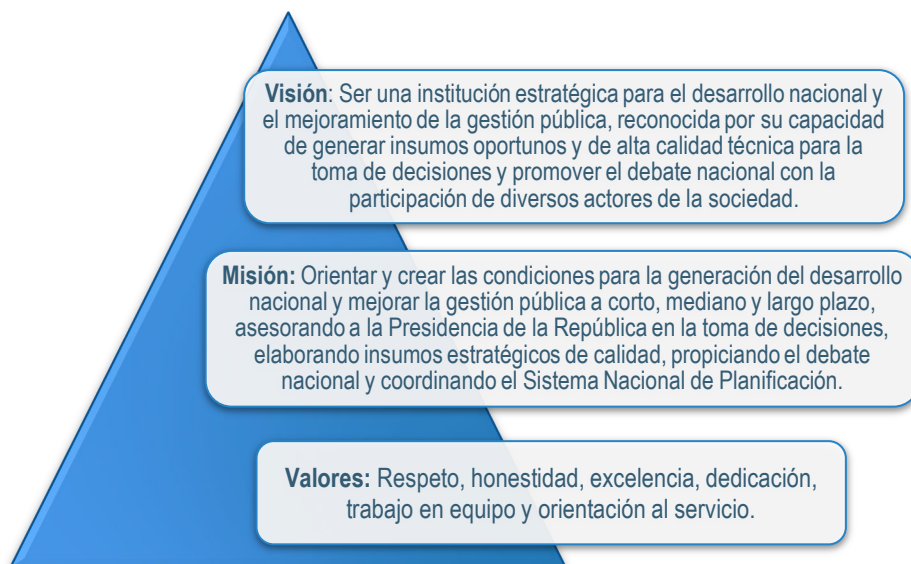 Visión: Ser una institución estratégica para el desarrollo nacional y
el mejoramiento de la gestión pública, reconocida por su capacidad
de generar insumos oportunos y de alta calidad técnica para la
toma de decisiones y promover el debate nacional con la
participación de diversos actores de la sociedad.
Misión: Orientar y crear las condiciones para la generación del desarrollo
nacional y mejorar la gestión pública a corto, mediano y largo plazo,
asesorando a la Presidencia de la República en la toma de decisiones,
elaborando insumos estratégicos de calidad, propiciando el debate
nacional y coordinando el Sistema Nacional de Planificación.
Valores: Respeto, honestidad, excelencia, dedicación,
trabajo en equipo y orientación al servicio.